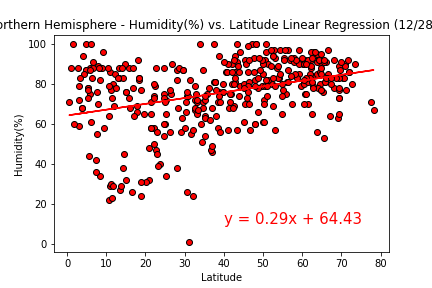 orthern Hemisphere - Humidity(%) vs. Latitude Linear Regression (12/28
100
80
60
40
20
0
Humidity(%)
y = 0.29x + 64.43
0 10 20 30 40 50 60 70 80
Latitude